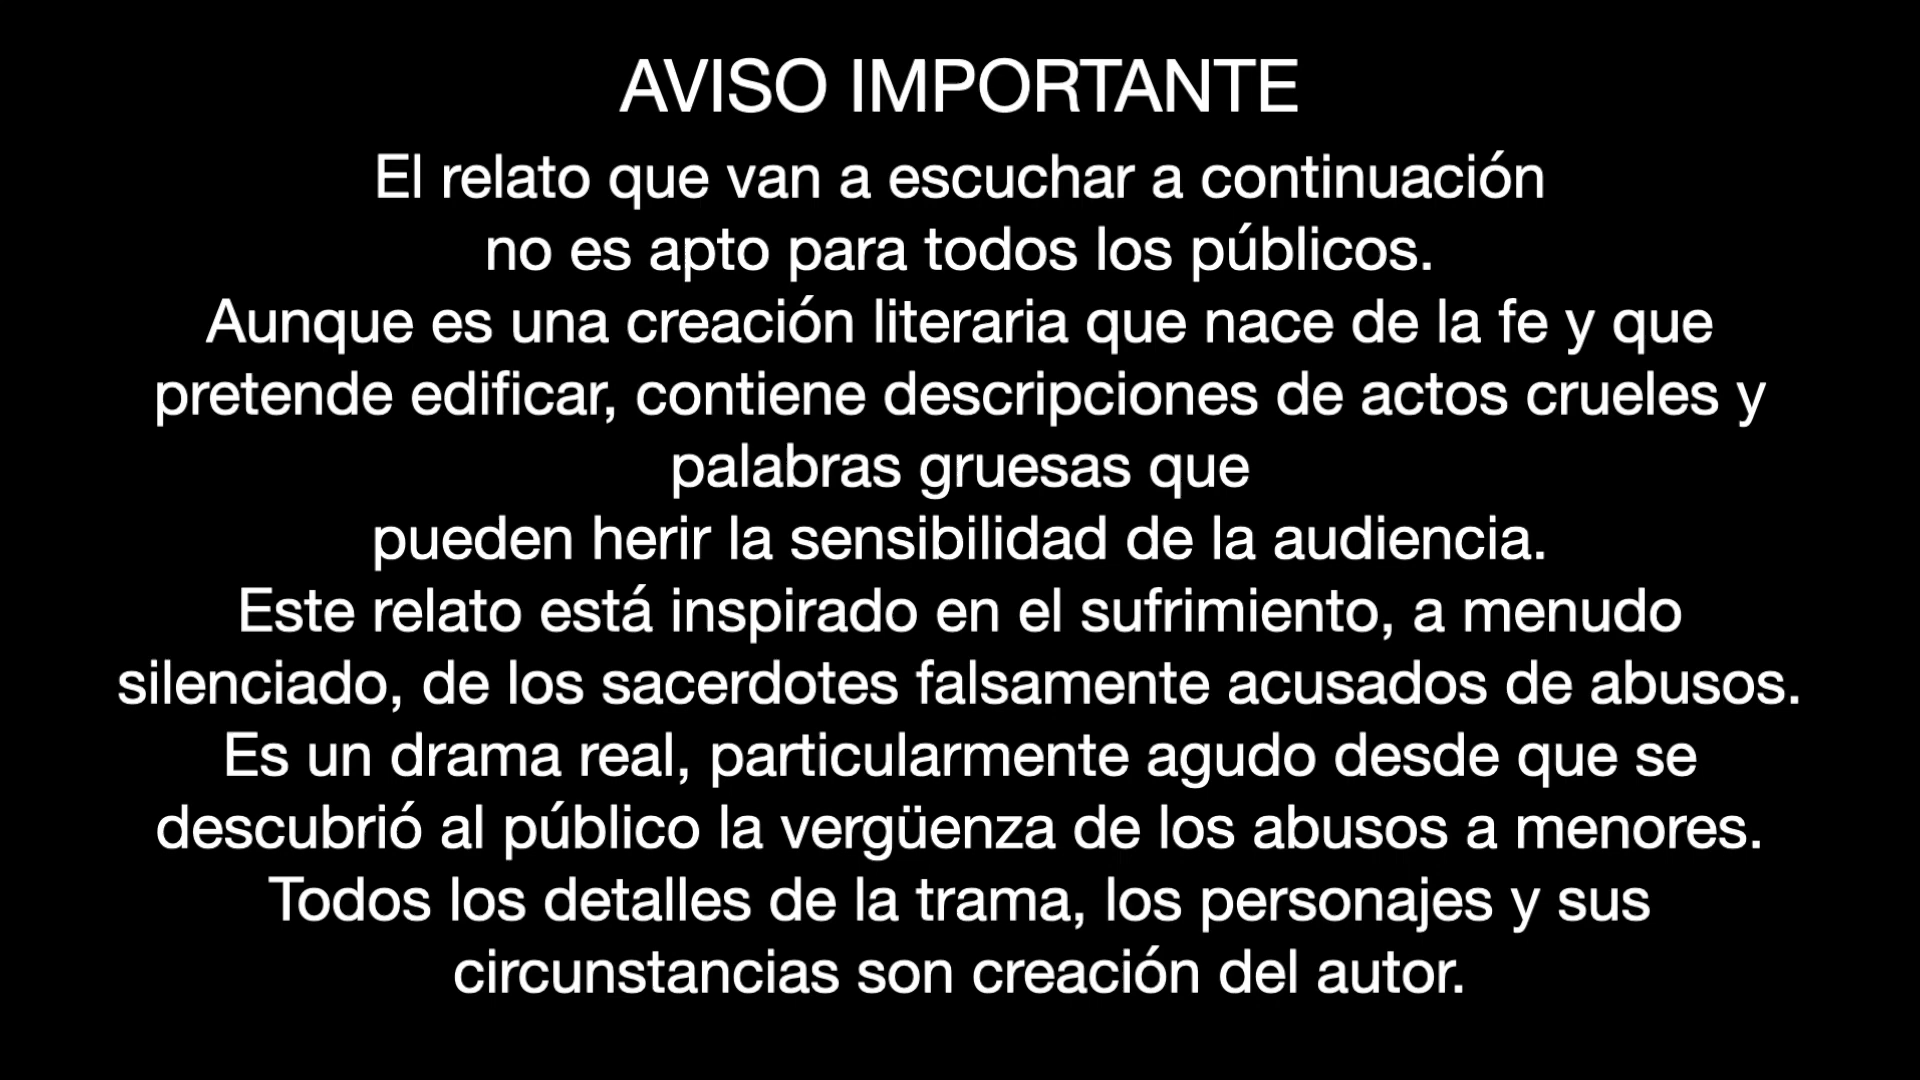 AVISO IMPORTANTE
El relato que van a escuchar a continuación
no es apto para todos los públicos.
Aunque es una creación literaria que nace de la fe y que
pretende edificar, contiene descripciones de actos crueles y
palabras gruesas que
pueden herir la sensibilidad de la audiencia.
Este relato está inspirado en el sufrimiento, a menudo
silenciado, de los sacerdotes falsamente acusados de abusos.
Es un drama real, particularmente agudo desde que se
descubrió al público la vergüenza de los abusos a menores.
Todos los detalles de la trama, los personajes y sus
circunstancias son creación del autor.